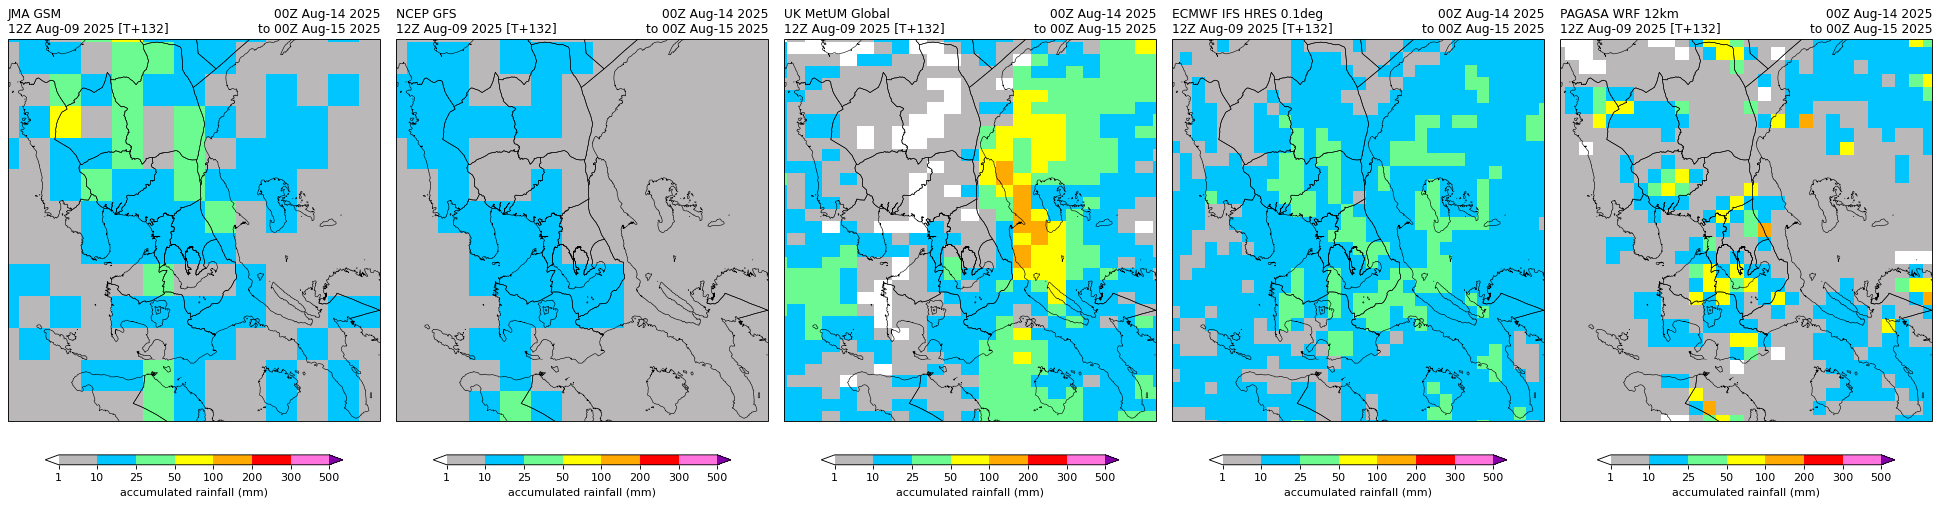 JMA GSM 00Z Aug-14 2025
12Z Aug-09 2025 [T+132] to 00Z Aug-15 2025
NCEP GFS 00Z Aug-14 2025
12Z Aug-09 2025 [T+132] to 00Z Aug-15 2025
UK MetUM Global 00Z Aug-14 2025
12Z Aug-09 2025 [T+132] to 00Z Aug-15 2025
ECMWF IFS HRES 0.1deg 00Z Aug-14 2025
12Z Aug-09 2025 [T+132] to 00Z Aug-15 2025
PAGASA WRF 12km 00Z Aug-14 2025
12Z Aug-09 2025 [T+132] to 00Z Aug-15 2025
1 10 25 50 100 200 300 500
accumulated rainfall (mm)
1 10 25 50 100 200 300 500
accumulated rainfall (mm)
1 10 25 50 100 200 300 500
accumulated rainfall (mm)
1 10 25 50 100 200 300 500
accumulated rainfall (mm)
1 10 25 50 100 200 300 500
accumulated rainfall (mm)